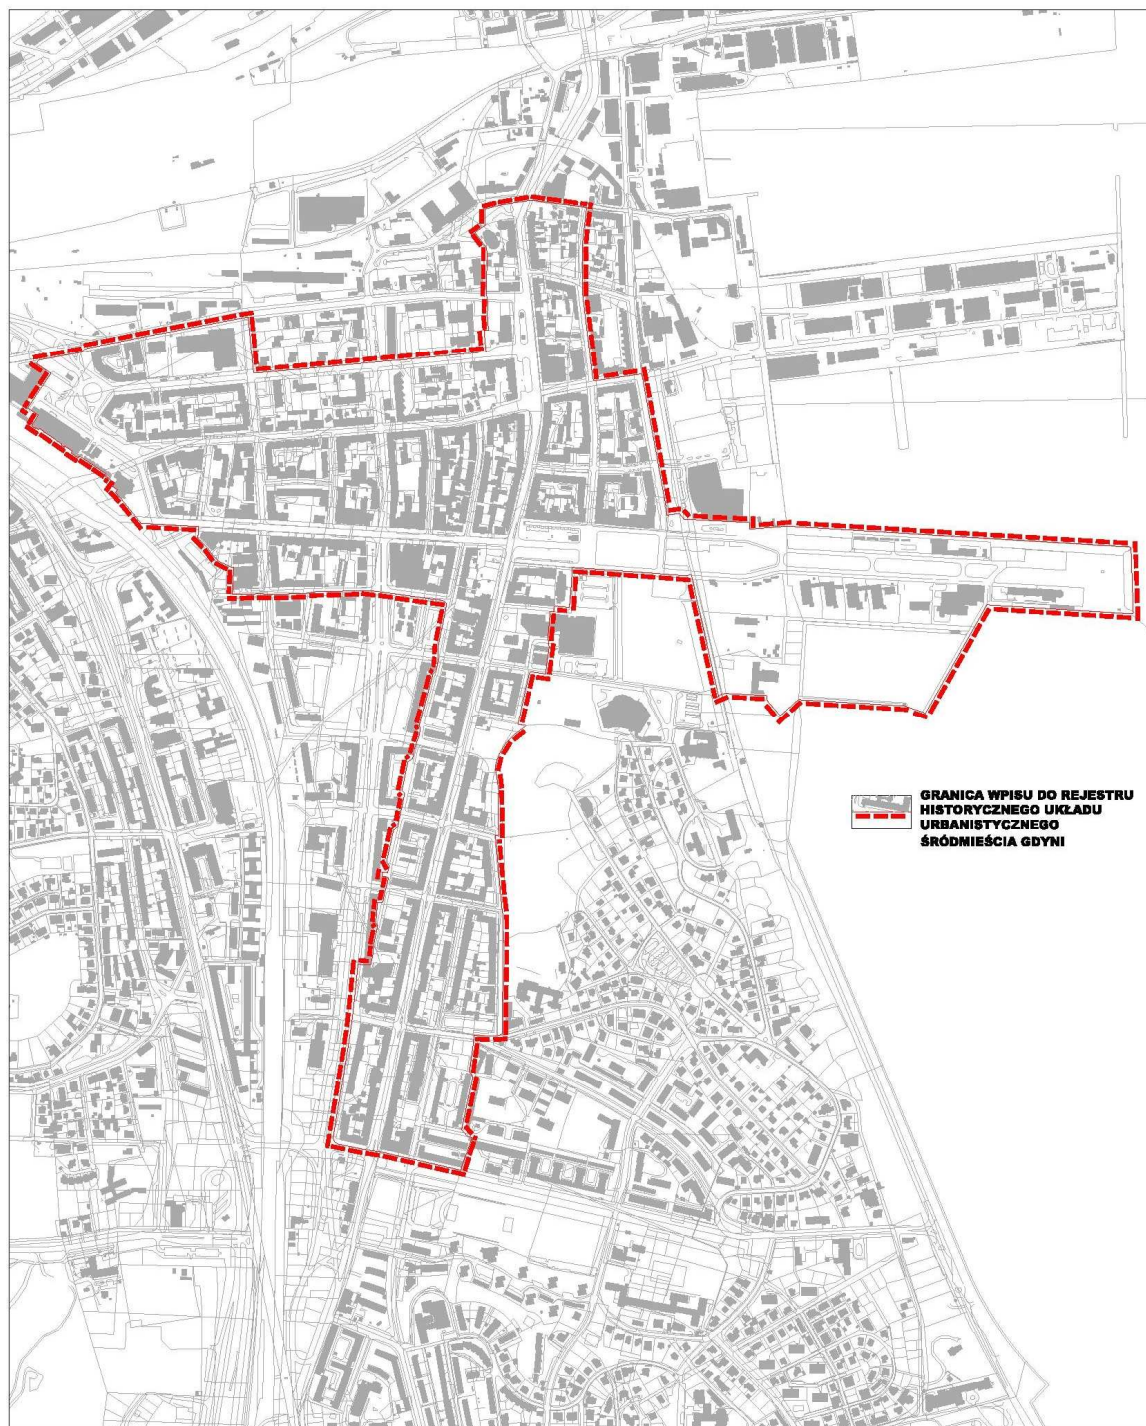 GRANICA WPISU DO REJESTRU
HISTORYCZNEGO UKŁADU
URBANISTYCZNEGO
ŚRÓDMIEŚCIA GDYNI